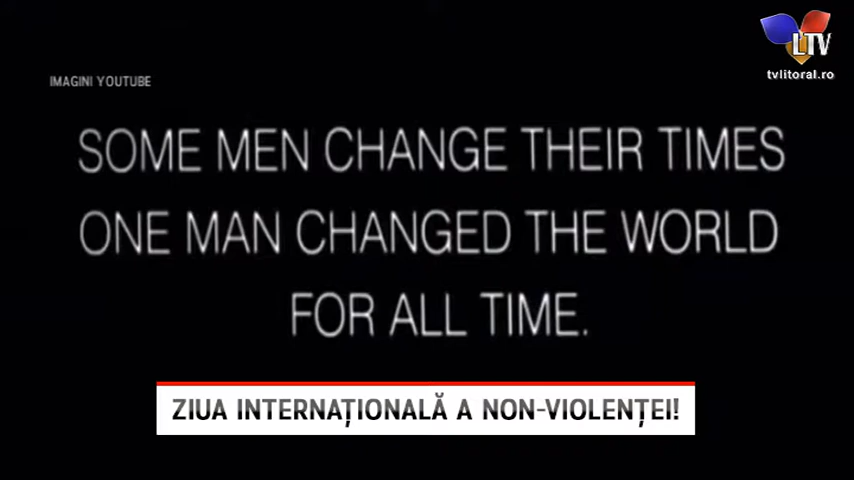 LTV
tvlitoral.ro
IMAGINI YOUTUBE
SOME MEN CHANGE THEIR TIMES
ONE MAN CHANGED THE WORLD
FOR ALL TIME.
ZIUA INTERNAȚIONALĂ A NON-VIOLENȚEI!